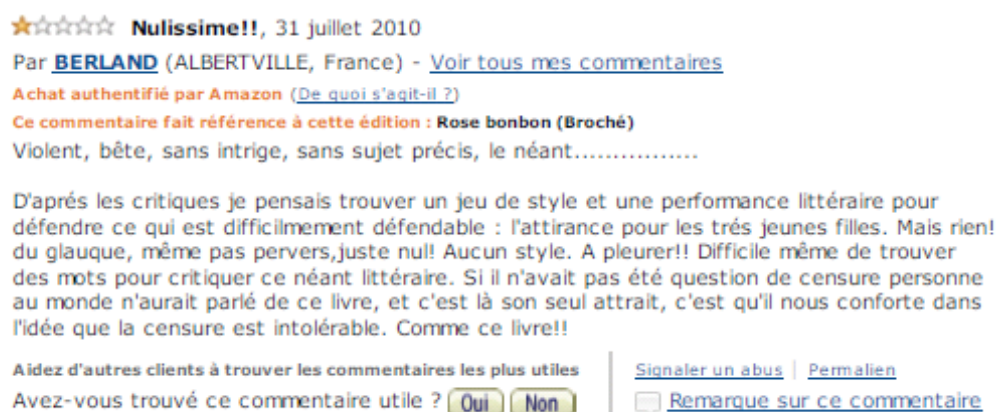 Nulissime!!, 31 juillet 2010
Par BERLAND (ALBERTVILLE, France) - Voir tous mes commentaires
Achat authentifié par Amazon (De quoi s'agit-il ?)
Ce commentaire fait référence à cette édition : Rose bonbon (Broché)
Violent, bête, sans intrige, sans sujet précis, le néant................
D'aprés les critiques je pensais trouver un jeu de style et une performance littéraire pour
défendre ce qui est difficilmement défendable : l'attirance pour les trés jeunes filles. Mais rien!
du glauque, même pas pervers,juste nul! Aucun style. A pleurer!! Difficile même de trouver
des mots pour critiquer ce néant littéraire. Si il n'avait pas été question de censure personne
au monde n'aurait parlé de ce livre, et c'est là son seul attrait, c'est qu'il nous conforte dans
l'idée que la censure est intolérable. Comme ce livre!!
Aidez d'autres clients à trouver les commentaires les plus utiles
Avez-vous trouvé ce commentaire utile ? Oui Non
Signaler un abus | Permalien
Remarque sur ce commentaire